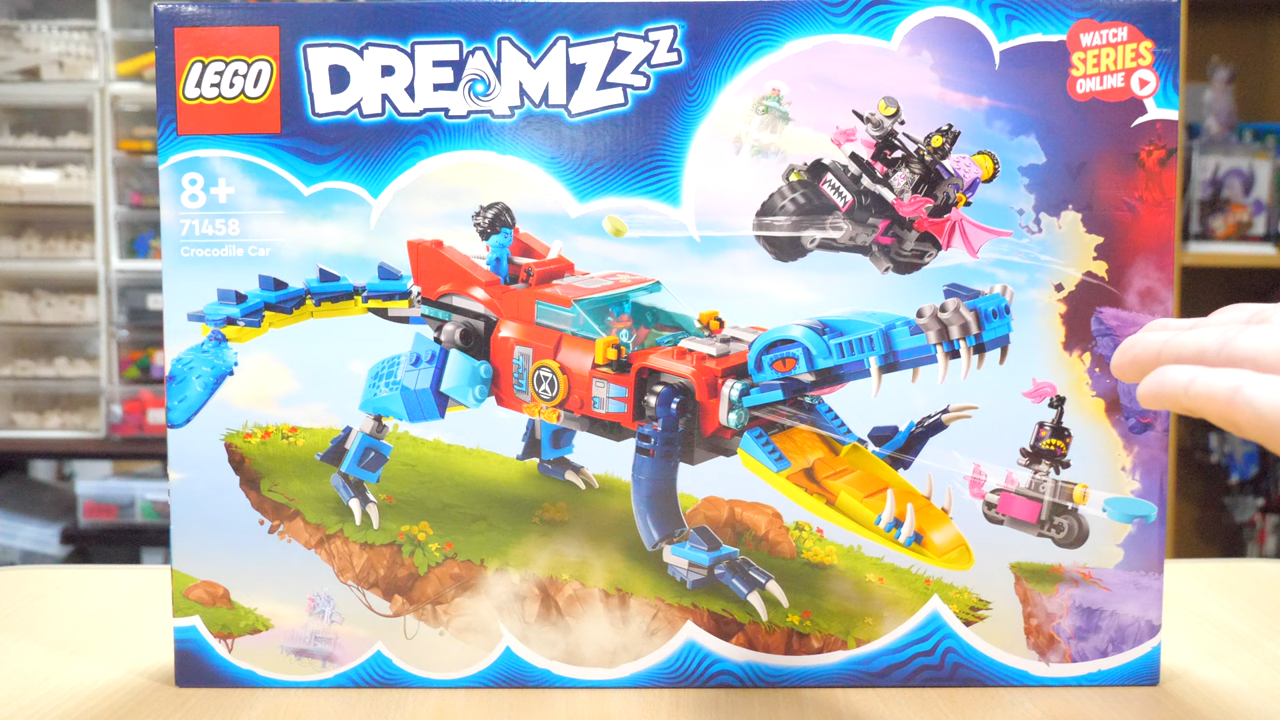 LEGO
DREAMZZZ
WATCH
SERIES
ONLINE
8+
71458
Crocodile Car